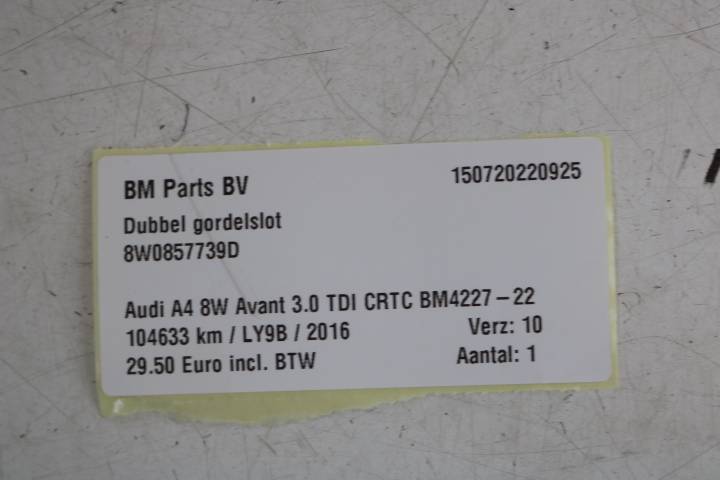 BM Parts BV 150720220925
Dubbel gordelslot
8W0857739D
Audi A4 8W Avant 3.0 TDI CRTC BM4227-22
104633 km / LY9B / 2016 Verz: 10
29.50 Euro incl. BTW Aantal: 1